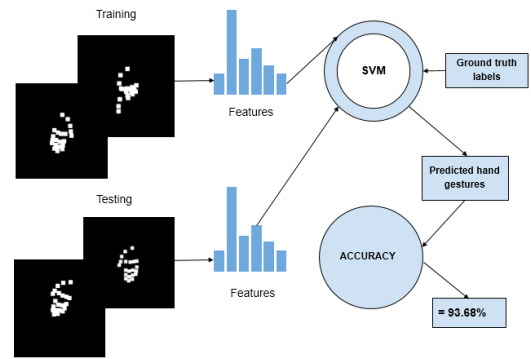 Training
SVM
Ground truth
labels
Features
Predicted hand
gestures
Testing
ACCURACY
Features
= 93.68%